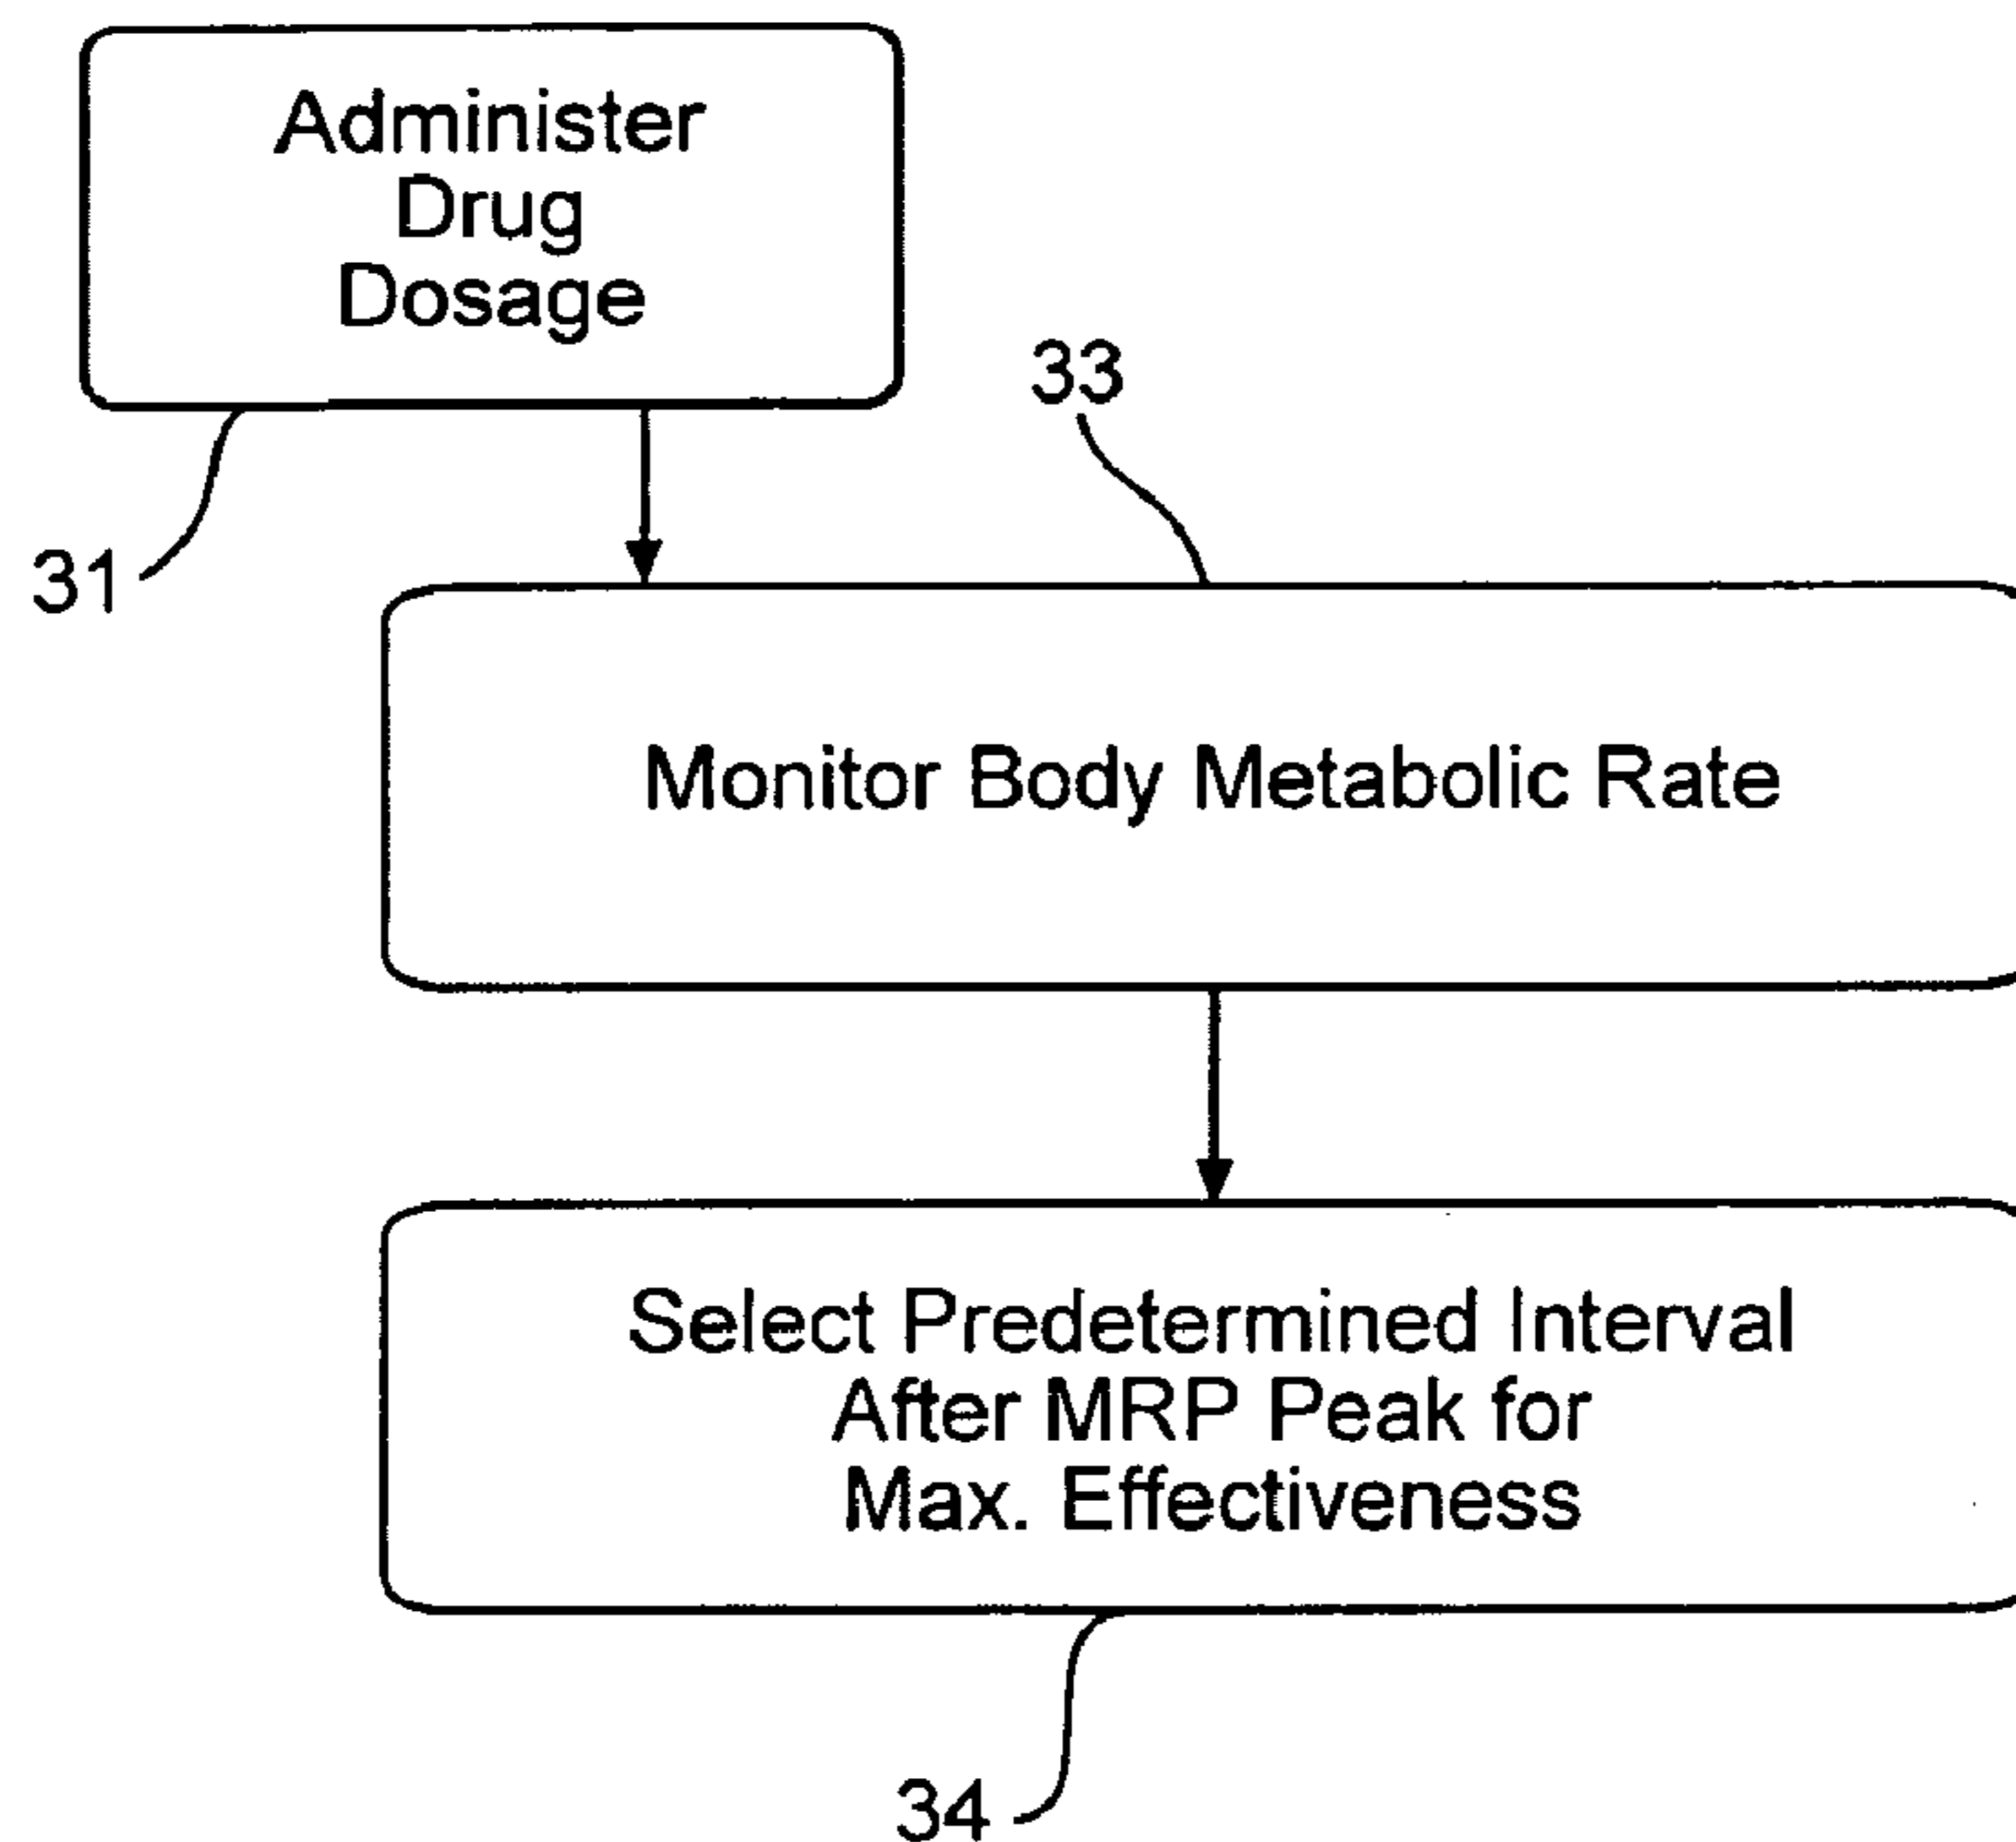 Administer
Drug
Dosage
33
31
Monitor Body Metabolic Rate
Select Predetermined Interval
After MRP Peak for
Max. Effectiveness
34